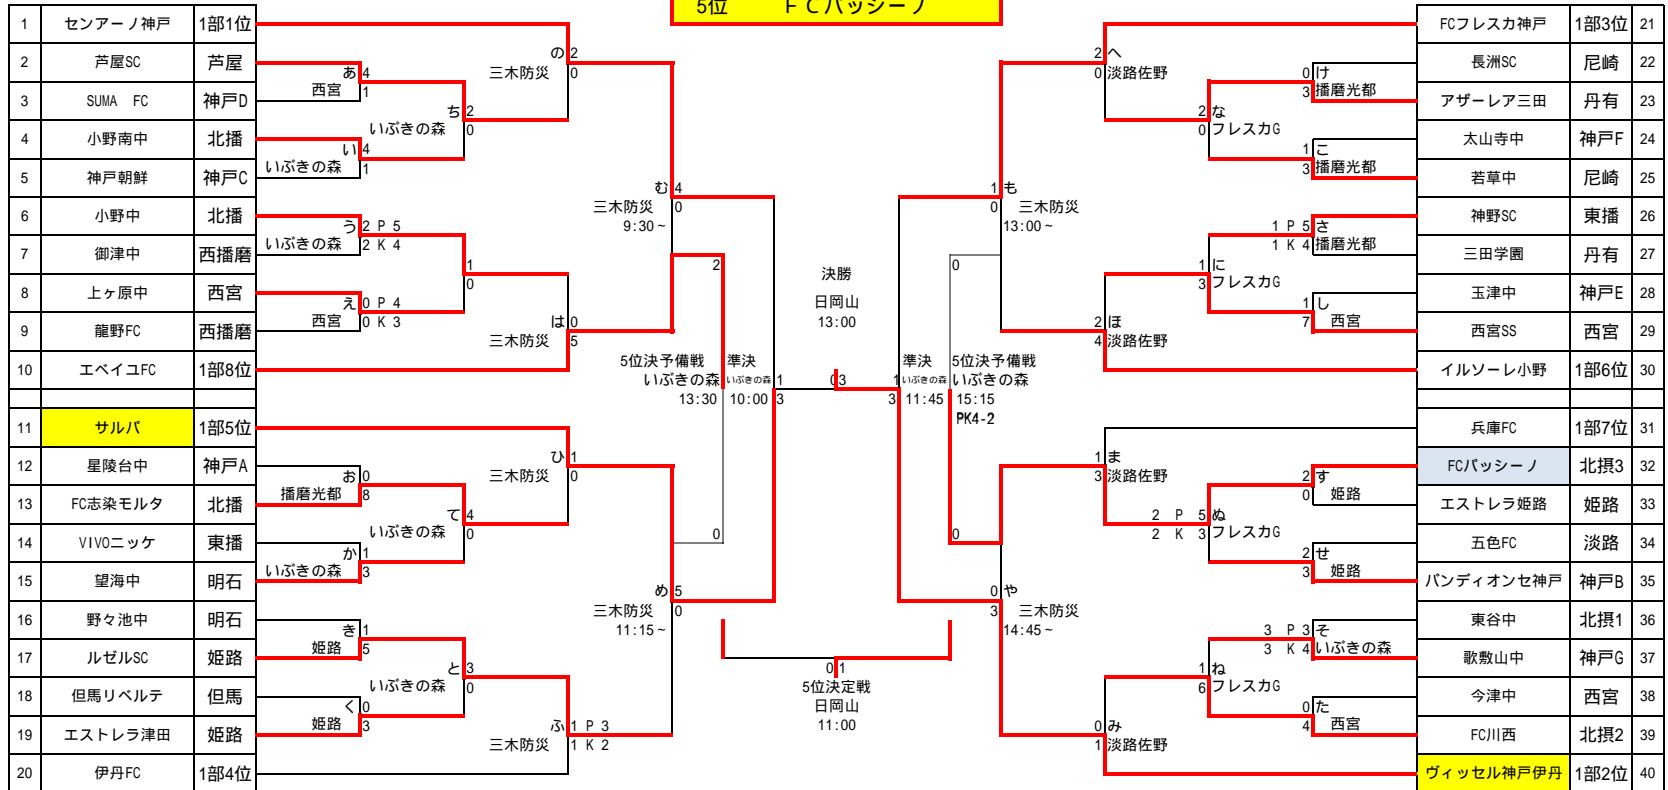 5位 ＦＣパッシーノ
1 センアーノ神戸 1部1位
2 芦屋SC 芦屋
3 SUMA FC 神戸D
4 小野南中 北播
5 神戸朝鮮 神戸C
6 小野中 北播
7 御津中 西播磨
8 上ヶ原中 西宮
9 龍野FC 西播磨
10 エベイユFC 1部8位
11 サルパ 1部5位
12 星陵台中 神戸A
13 FC志染モルタ 北播
14 VIVOニッケ 東播
15 望海中 明石
16 野々池中 明石
17 ルゼルSC 姫路
18 但馬リベルテ 但馬
19 エストレラ津田 姫路
20 伊丹FC 1部4位
あ 4
西宮 1
い 4
いぶきの森 1
う 2 P 5
いぶきの森 2 K 4
え 0 P 4
西宮 0 K 3
お 0
播磨光都 8
か 1
いぶきの森 3
き 1
姫路 5
く 0
姫路 3
ち 2
いぶきの森 0
1
0
て 4
いぶきの森 0
と 3
いぶきの森 0
の 2
三木防災 0
は 0
三木防災 5
ひ 1
三木防災 0
ふ 1 P 3
三木防災 1 K 2
む 4
三木防災 0
9:30～
め 5
三木防災 0
11:15～
2
5位決予備戦
いぶきの森
13:30
0
準決
いぶきの森 1
10:00 3
決勝
日岡山
13:00
0 3
準決
1 いぶきの森
3 11:45
0
5位決予備戦
いぶきの森
15:15
PK4-2
0
0 1
5位決定戦
日岡山
11:00
1 も
0 三木防災
13:00～
0 や
3 三木防災
14:45～
2 へ
0 淡路佐野
2 ほ
4 淡路佐野
1 ま
3 淡路佐野
0 み
1 淡路佐野
2 な
0 フレスカG
1 に
3 フレスカG
2 P 5 ぬ
2 K 3 フレスカG
1 ね
6 フレスカG
0 け
3 播磨光都
1 こ
3 播磨光都
1 P 5 さ
1 K 4 播磨光都
1 し
7 西宮
2 す
0 姫路
2 せ
3 姫路
3 P 3 そ
3 K 4 いぶきの森
0 た
4 西宮
FCフレスカ神戸 1部3位 21
長洲SC 尼崎 22
アザーレア三田 丹有 23
太山寺中 神戸F 24
若草中 尼崎 25
神野SC 東播 26
三田学園 丹有 27
玉津中 神戸E 28
西宮SS 西宮 29
イルソーレ小野 1部6位 30
兵庫FC 1部7位 31
FCパッシーノ 北摂3 32
エストレラ姫路 姫路 33
五色FC 淡路 34
バンディオンセ神戸 神戸B 35
東谷中 北摂1 36
歌敷山中 神戸G 37
今津中 西宮 38
FC川西 北摂2 39
ヴィッセル神戸伊丹 1部2位 40